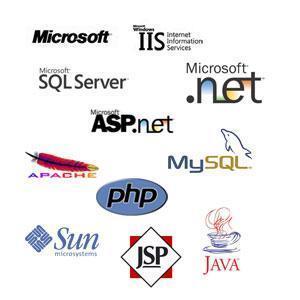 Microsoft
Microsoft
Windows
IIS
Internet
Information
Services
Microsoft
SQL Server
Microsoft
.net
Microsoft
ASP.net
APACHE
MySQL
php
Sun
microsystems
JSP
JAVA